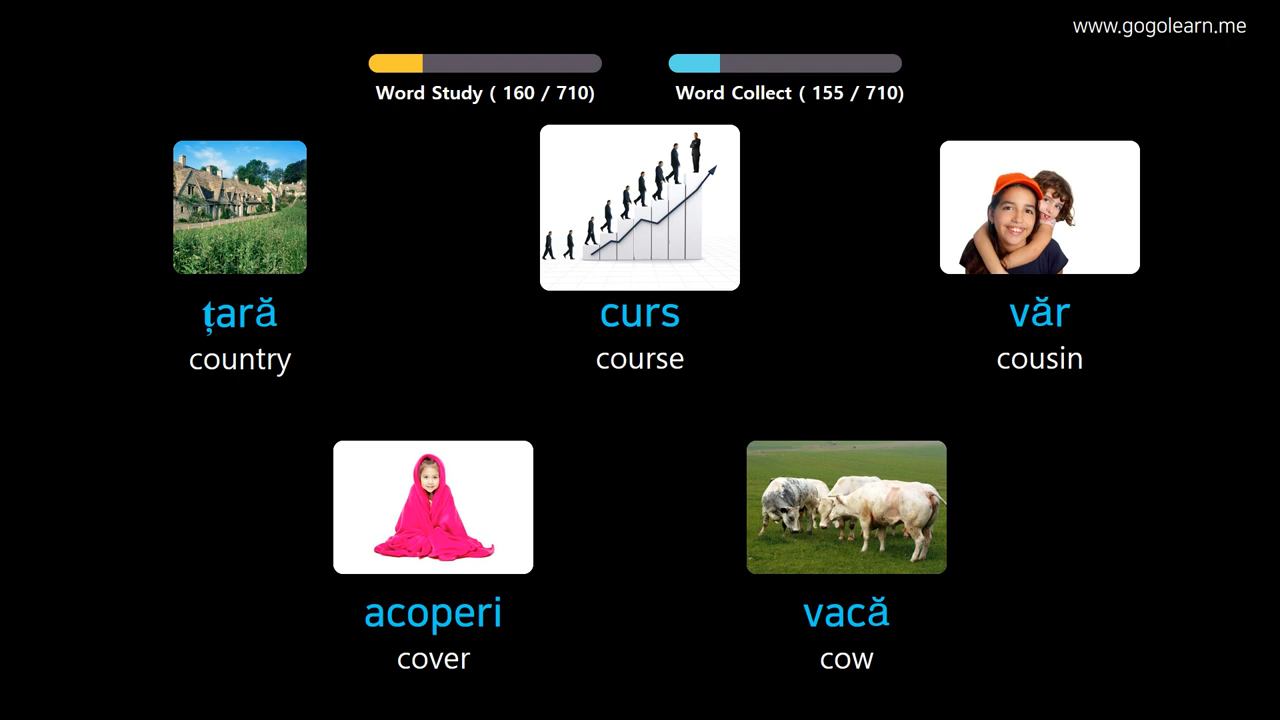 www.gogolearn.me
Word Study ( 160 / 710)
Word Collect ( 155 / 710)
țară
country
curs
course
văr
cousin
acoperi
cover
vacă
cow